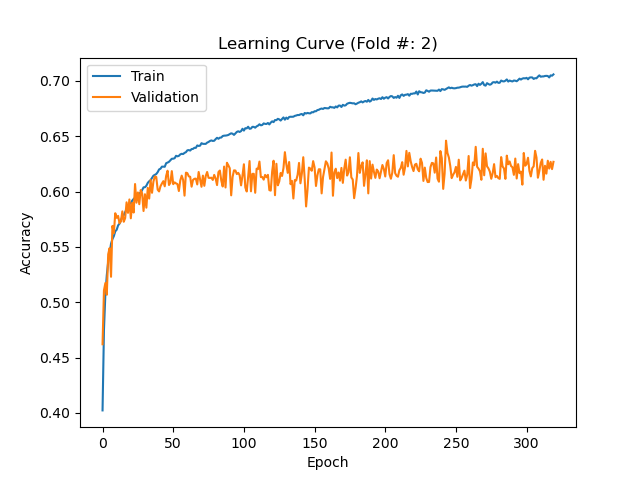 Learning Curve (Fold #: 2)
Train
Validation
Accuracy
0.70
0.65
0.60
0.55
0.50
0.45
0.40
0 50 100 150 200 250 300
Epoch